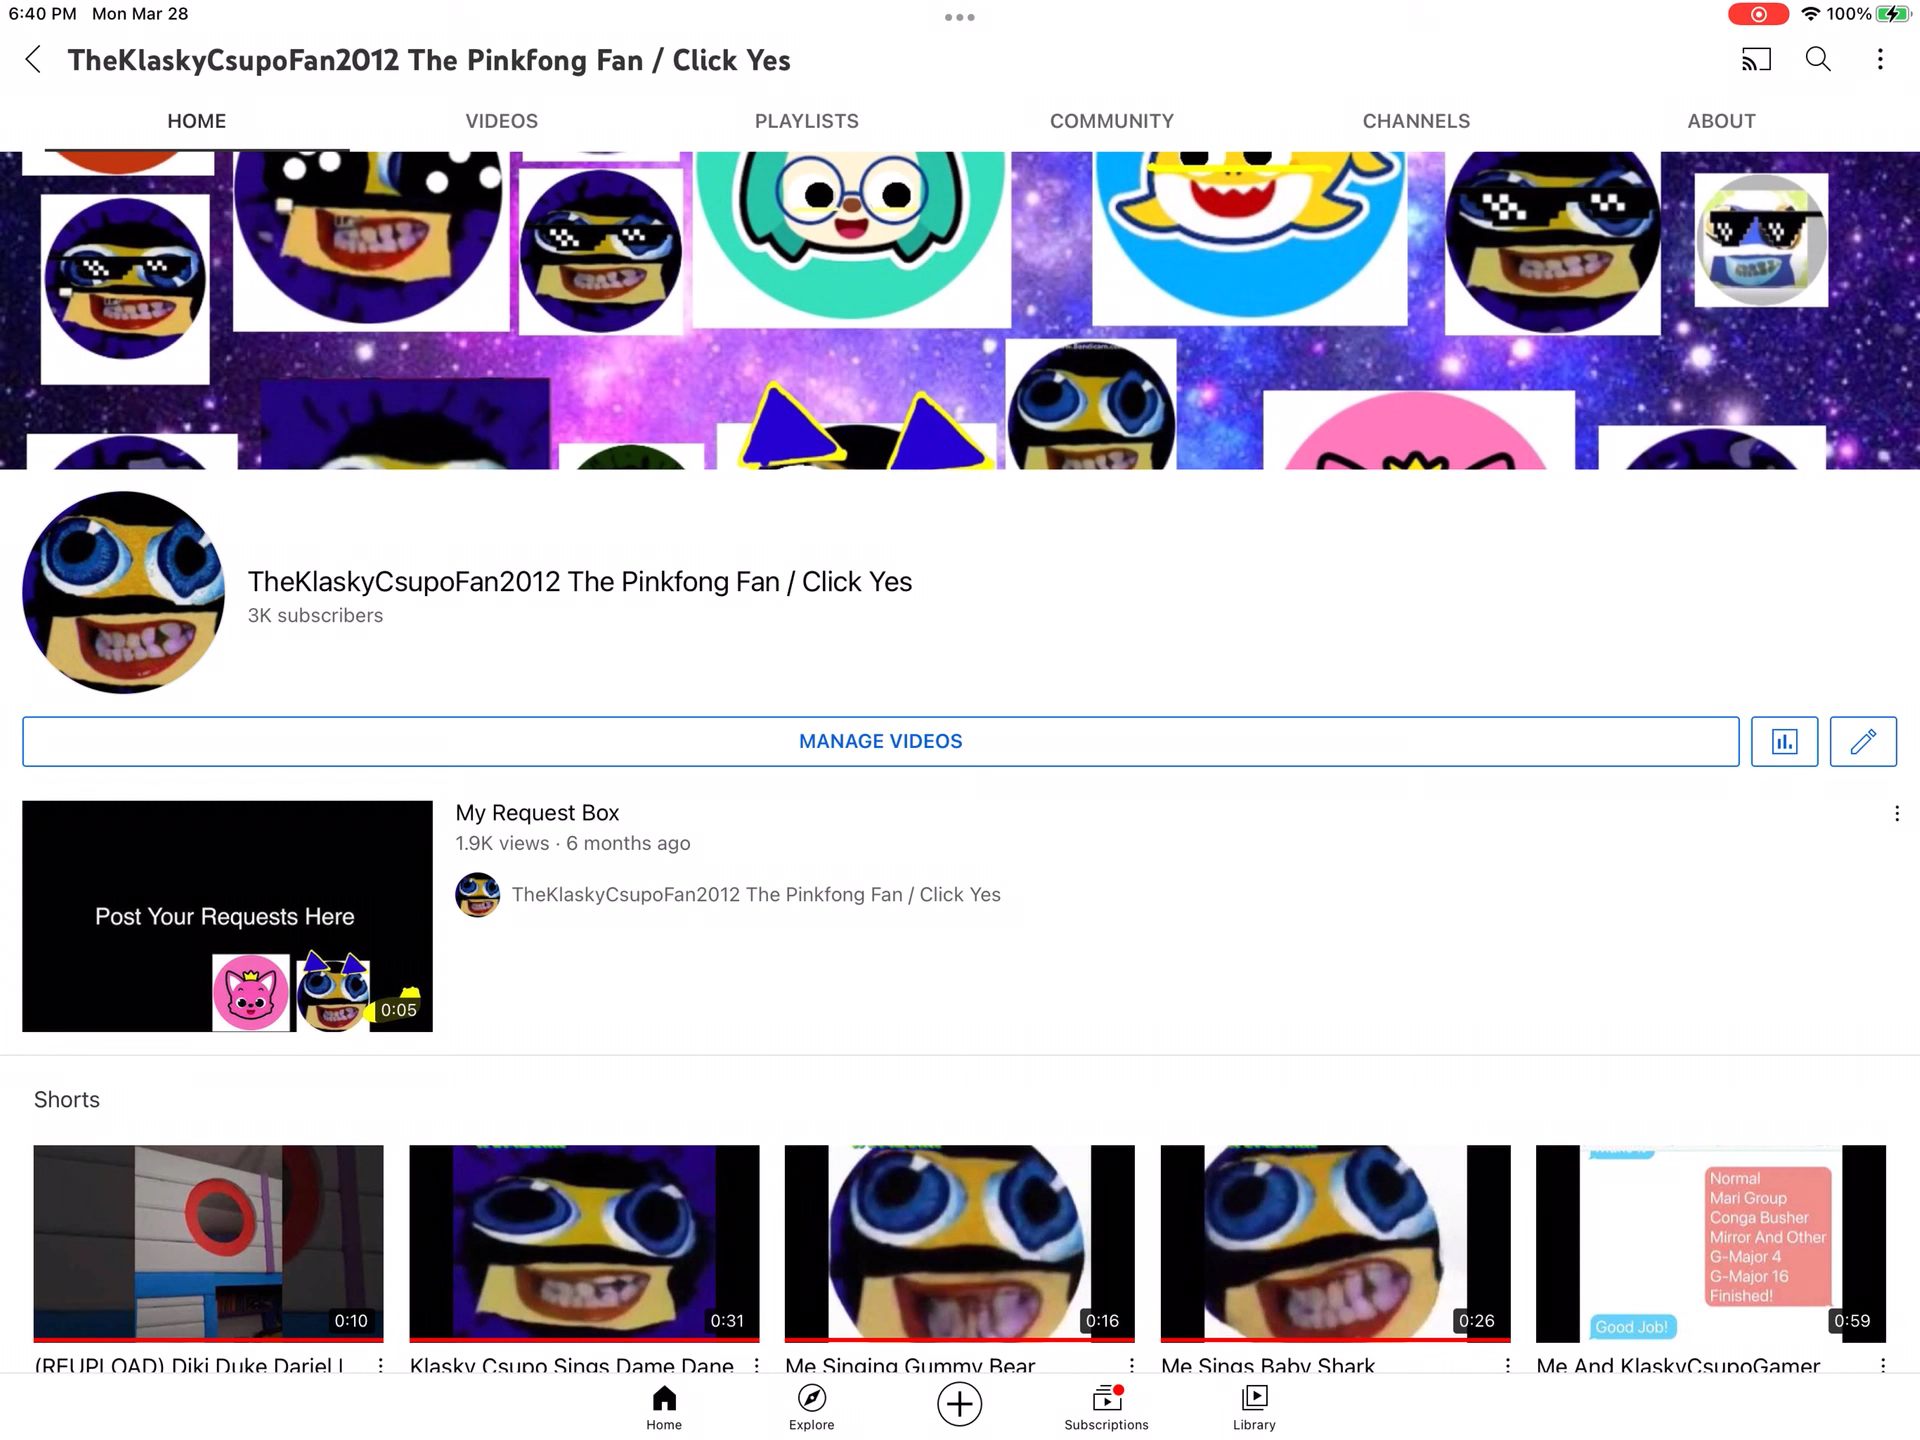 6:40 PM Mon Mar 28
100%
TheKlaskyCsupoFan2012 The Pinkfong Fan / Click Yes
HOME VIDEOS PLAYLISTS COMMUNITY CHANNELS ABOUT
TheKlaskyCsupoFan2012 The Pinkfong Fan / Click Yes
3K subscribers
MANAGE VIDEOS
Post Your Requests Here
0:05
My Request Box
1.9K views · 6 months ago
TheKlaskyCsupoFan2012 The Pinkfong Fan / Click Yes
Shorts
0:10
0:31
0:16
0:26
Normal
Mari Group
Conga Busher
Mirror And Other
G-Major 4
G-Major 16
Finished!
Good Job!
0:59
(REUPLOAD) Diki Duke Dariel
Klasky Csupo Sings Dame Dane
Me Singing Gummy Bear
Me Sings Baby Shark
Me And KlaskyCsupoGamer
Home Explore Subscriptions Library